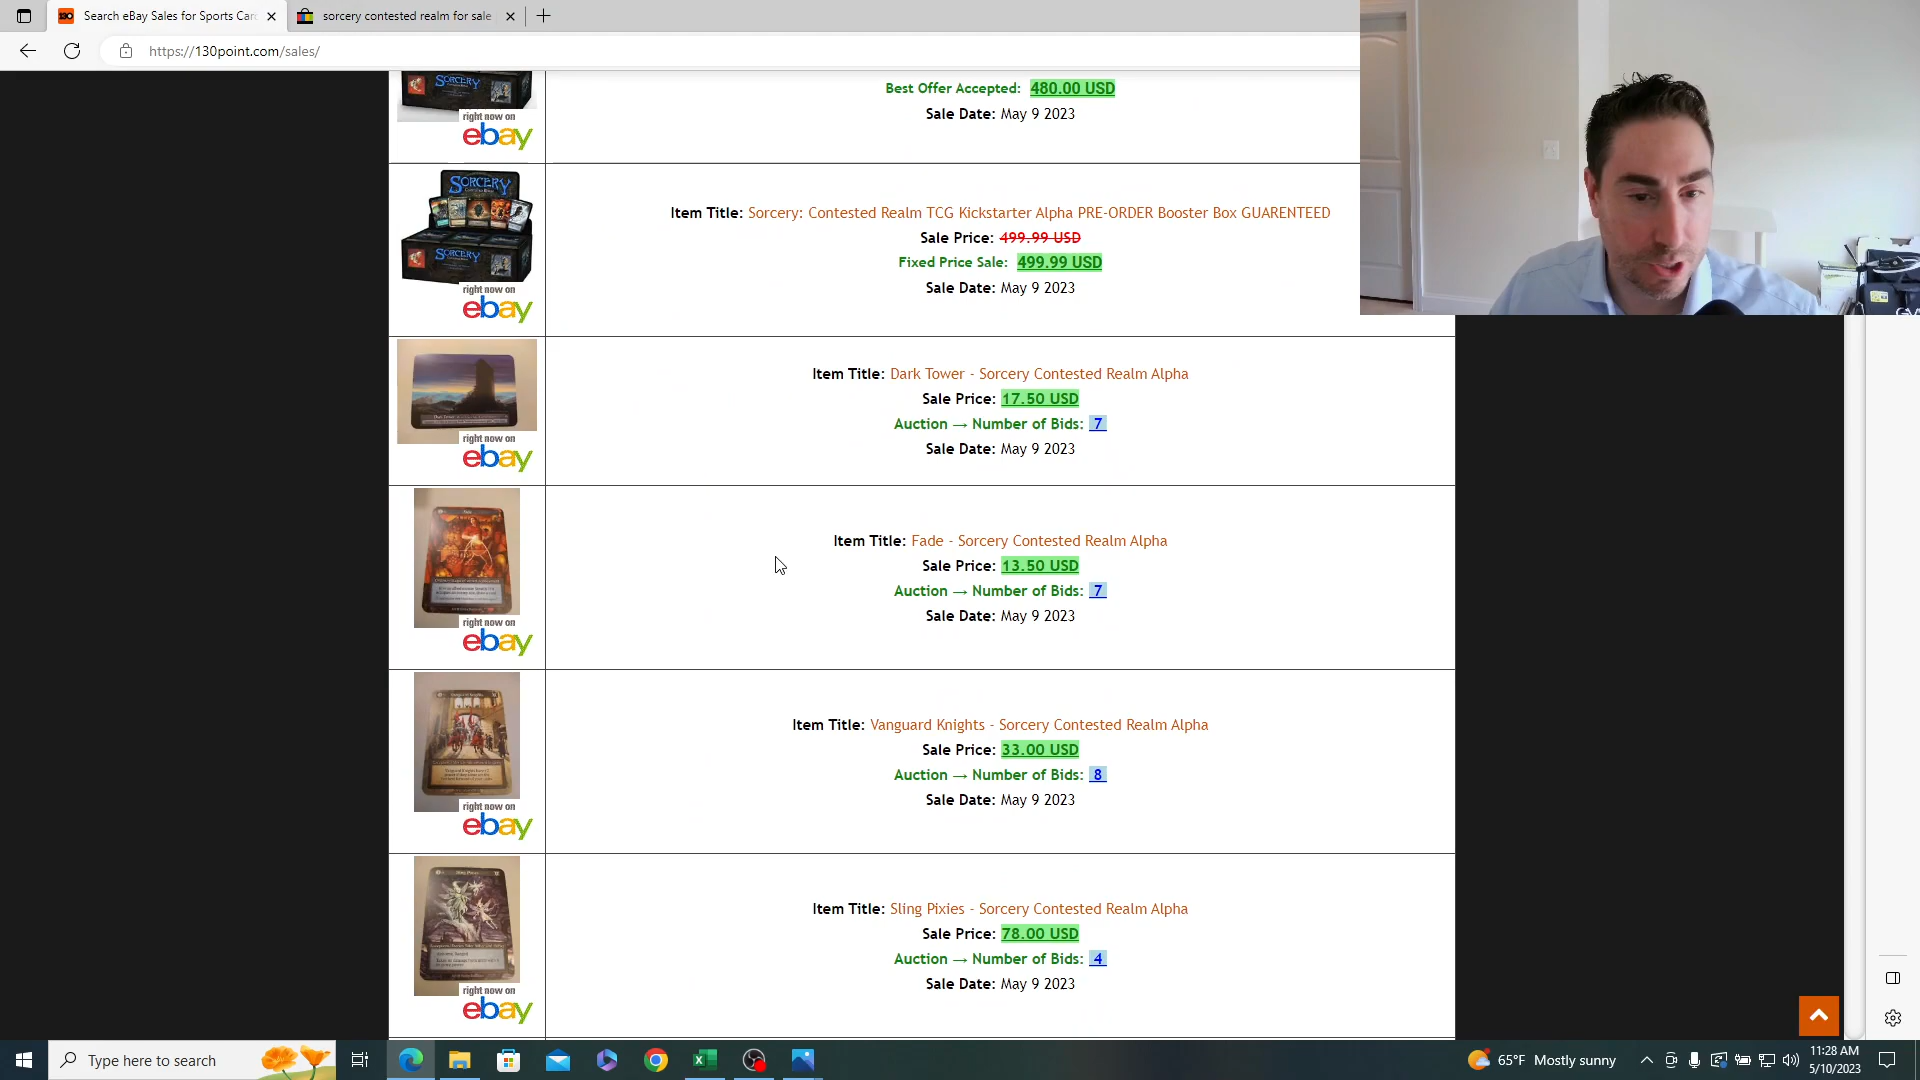 Search eBay Sales for Sports Car
sorcery contested realm for sale
https://130point.com/sales/
SORCERY
right now on
ebay
Best Offer Accepted: 480.00 USD
Sale Date: May 9 2023
SORCERY
SORCERY
right now on
ebay
Item Title: Sorcery: Contested Realm TCG Kickstarter Alpha PRE-ORDER Booster Box GUARENTEED
Sale Price: 499.99 USD
Fixed Price Sale: 499.99 USD
Sale Date: May 9 2023
right now on
ebay
Item Title: Dark Tower - Sorcery Contested Realm Alpha
Sale Price: 17.50 USD
Auction → Number of Bids: 7
Sale Date: May 9 2023
right now on
ebay
Item Title: Fade - Sorcery Contested Realm Alpha
Sale Price: 13.50 USD
Auction → Number of Bids: 7
Sale Date: May 9 2023
right now on
ebay
Item Title: Vanguard Knights - Sorcery Contested Realm Alpha
Sale Price: 33.00 USD
Auction → Number of Bids: 8
Sale Date: May 9 2023
Sling Pixies
right now on
ebay
Item Title: Sling Pixies - Sorcery Contested Realm Alpha
Sale Price: 78.00 USD
Auction → Number of Bids: 4
Sale Date: May 9 2023
Type here to search
65°F Mostly sunny
11:28 AM
5/10/2023